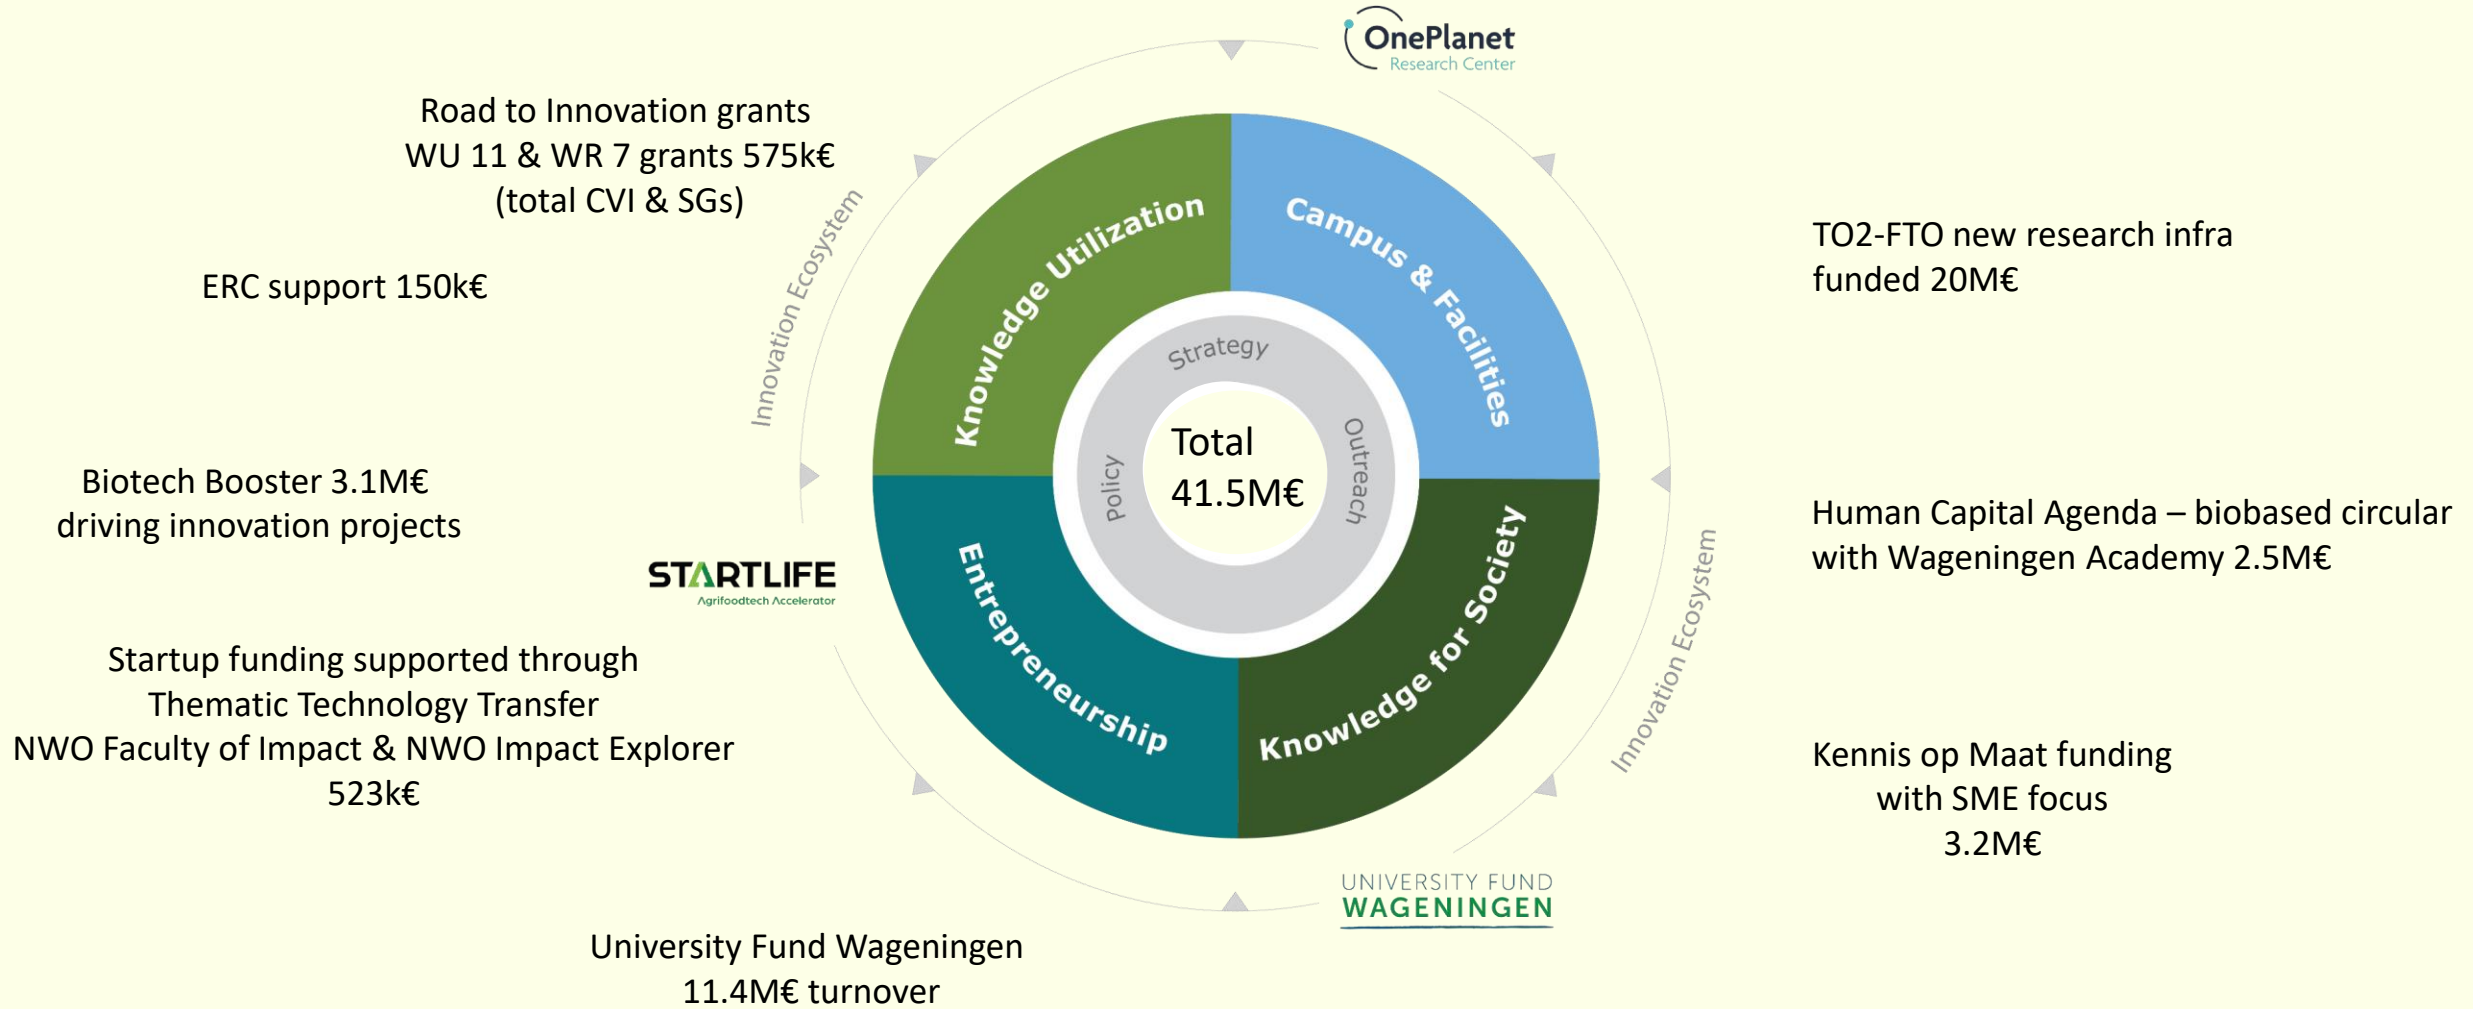 OnePlanet
Research Center
Road to Innovation grants
WU 11 & WR 7 grants 575k€
(total CVI & SGs)
ERC support 150k€
Innovation Ecosystem
Knowledge Utilization
Campus & Facilities
TO2-FTO new research infra
funded 20M€
Strategy
Policy
Outreach
Total
41.5M€
Biotech Booster 3.1M€
driving innovation projects
STARTLIFE
Agrifoodtech Accelerator
Entrepreneurship
Knowledge for Society
Innovation Ecosystem
Human Capital Agenda – biobased circular
with Wageningen Academy 2.5M€
Startup funding supported through
Thematic Technology Transfer
NWO Faculty of Impact & NWO Impact Explorer
523k€
Kennis op Maat funding
with SME focus
3.2M€
UNIVERSITY FUND
WAGENINGEN
University Fund Wageningen
11.4M€ turnover